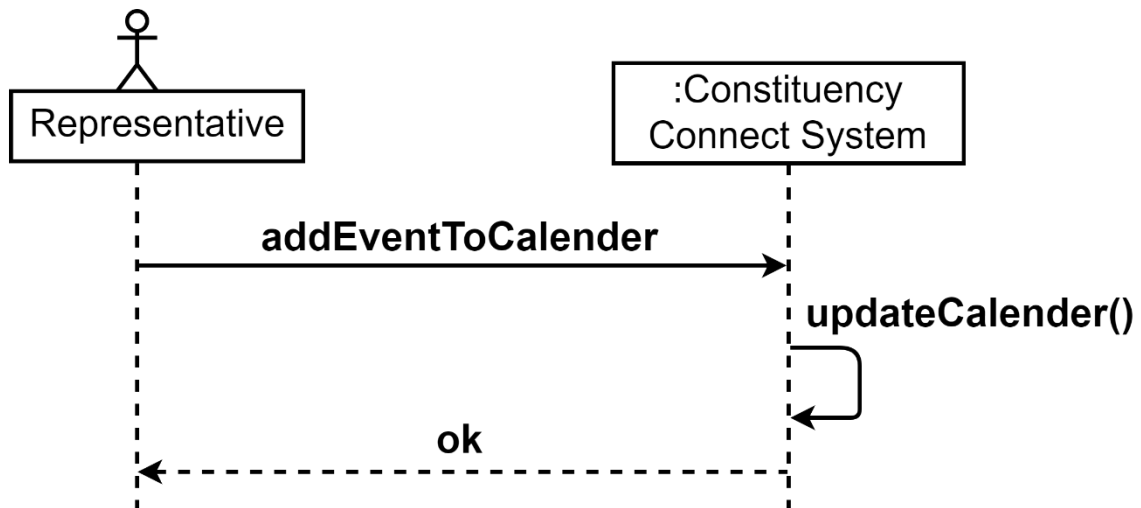 Representative
:Constituency
Connect System
addEventToCalender
updateCalender()
ok